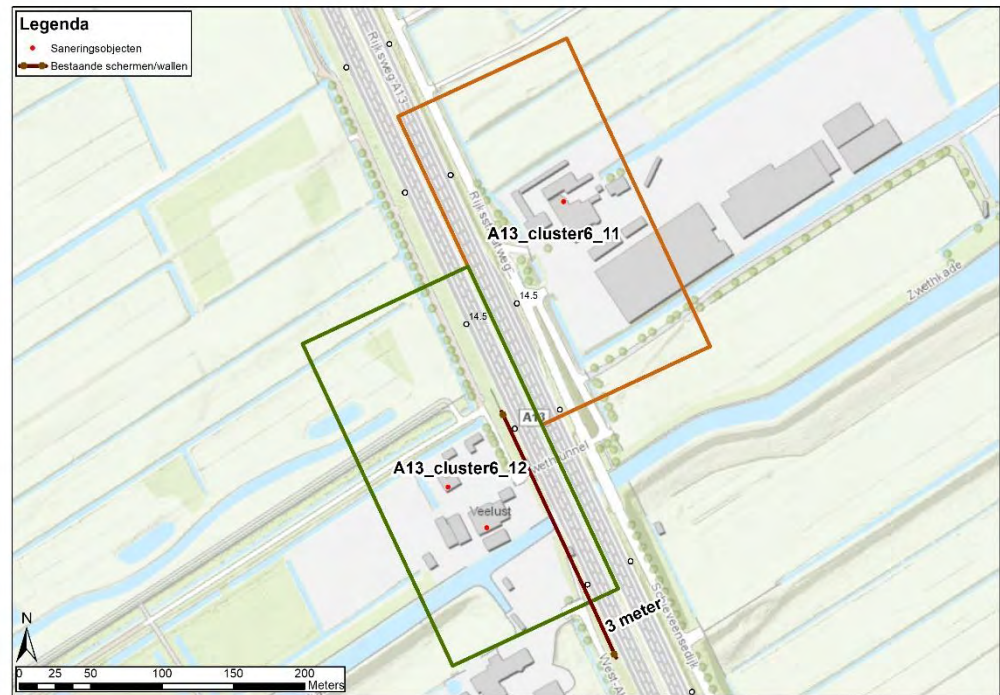 Legenda
Saneringsobjecten
Bestaande schermen/wallen
Rijksweg A13
Rijksstraatweg
A13_cluster6_11
Zwethkade
14.5
14.5
A13
A13_cluster6_12
Veelust
3 meter
Schieveensedijk
N
0 25 50 100 150 200
Meters